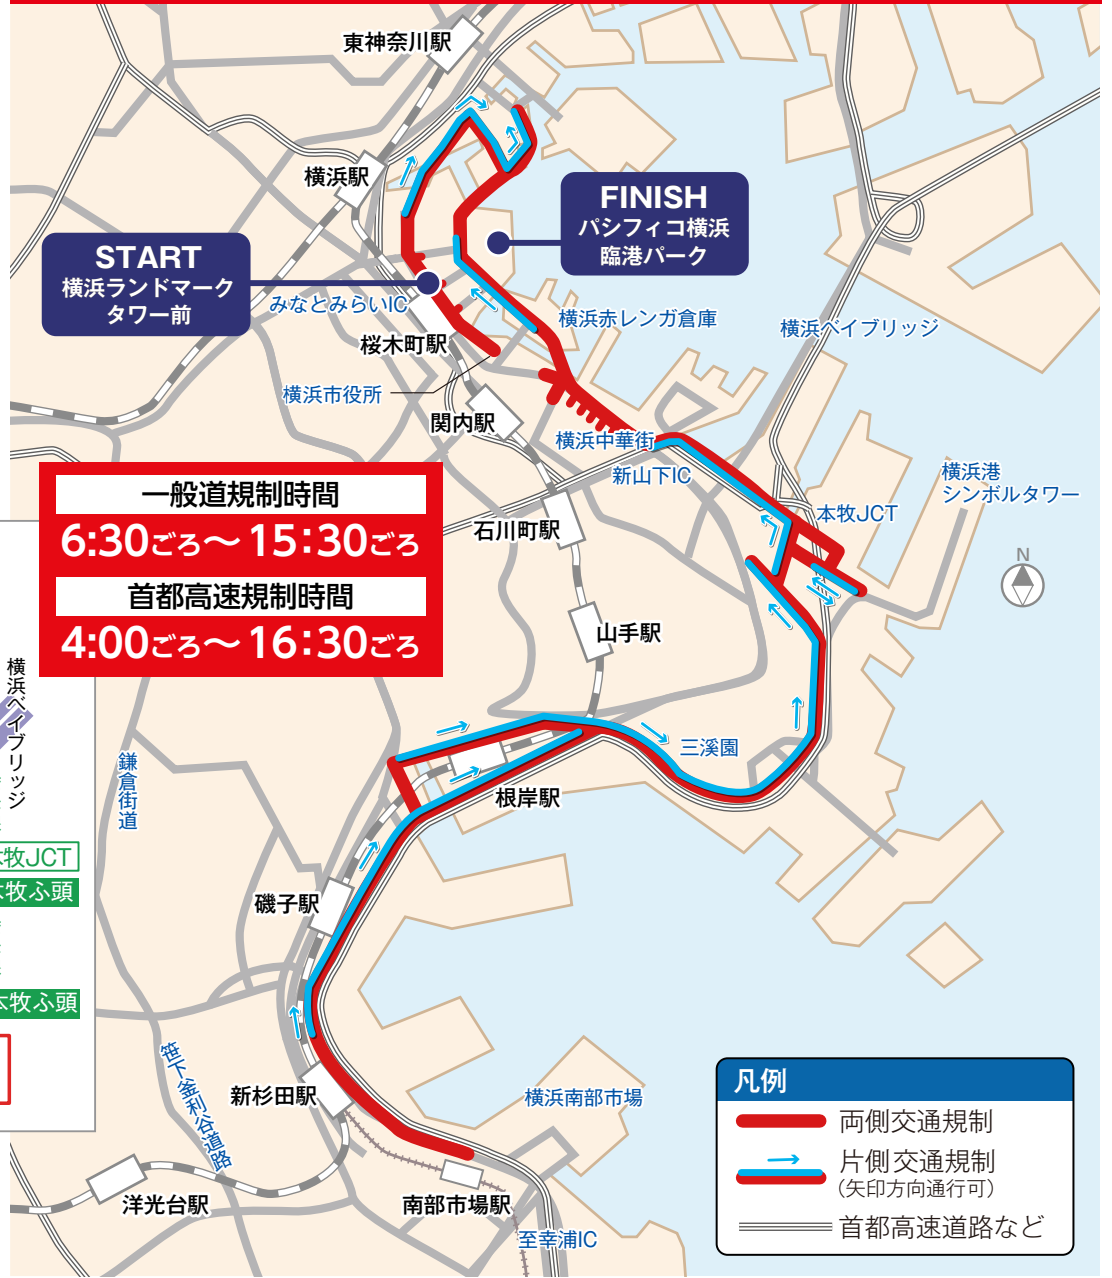 東神奈川駅
横浜駅
FINISH
パシフィコ横浜
臨港パーク
START
横浜ランドマーク
タワー前
みなとみらいIC
横浜赤レンガ倉庫
横浜ベイブリッジ
桜木町駅
横浜市役所
関内駅
横浜中華街
新山下IC
横浜港
シンボルタワー
一般道規制時間
6:30ごろ〜15:30ごろ
首都高速規制時間
4:00ごろ〜16:30ごろ
本牧JCT
石川町駅
N
山手駅
横浜ベイブリッジ
三溪園
鎌倉街道
根岸駅
牧JCT
牧ふ頭
磯子駅
本牧ふ頭
笹下釜利谷道路
新杉田駅
横浜南部市場
洋光台駅
南部市場駅
至幸浦IC
凡例
両側交通規制
片側交通規制
(矢印方向通行可)
首都高速道路など